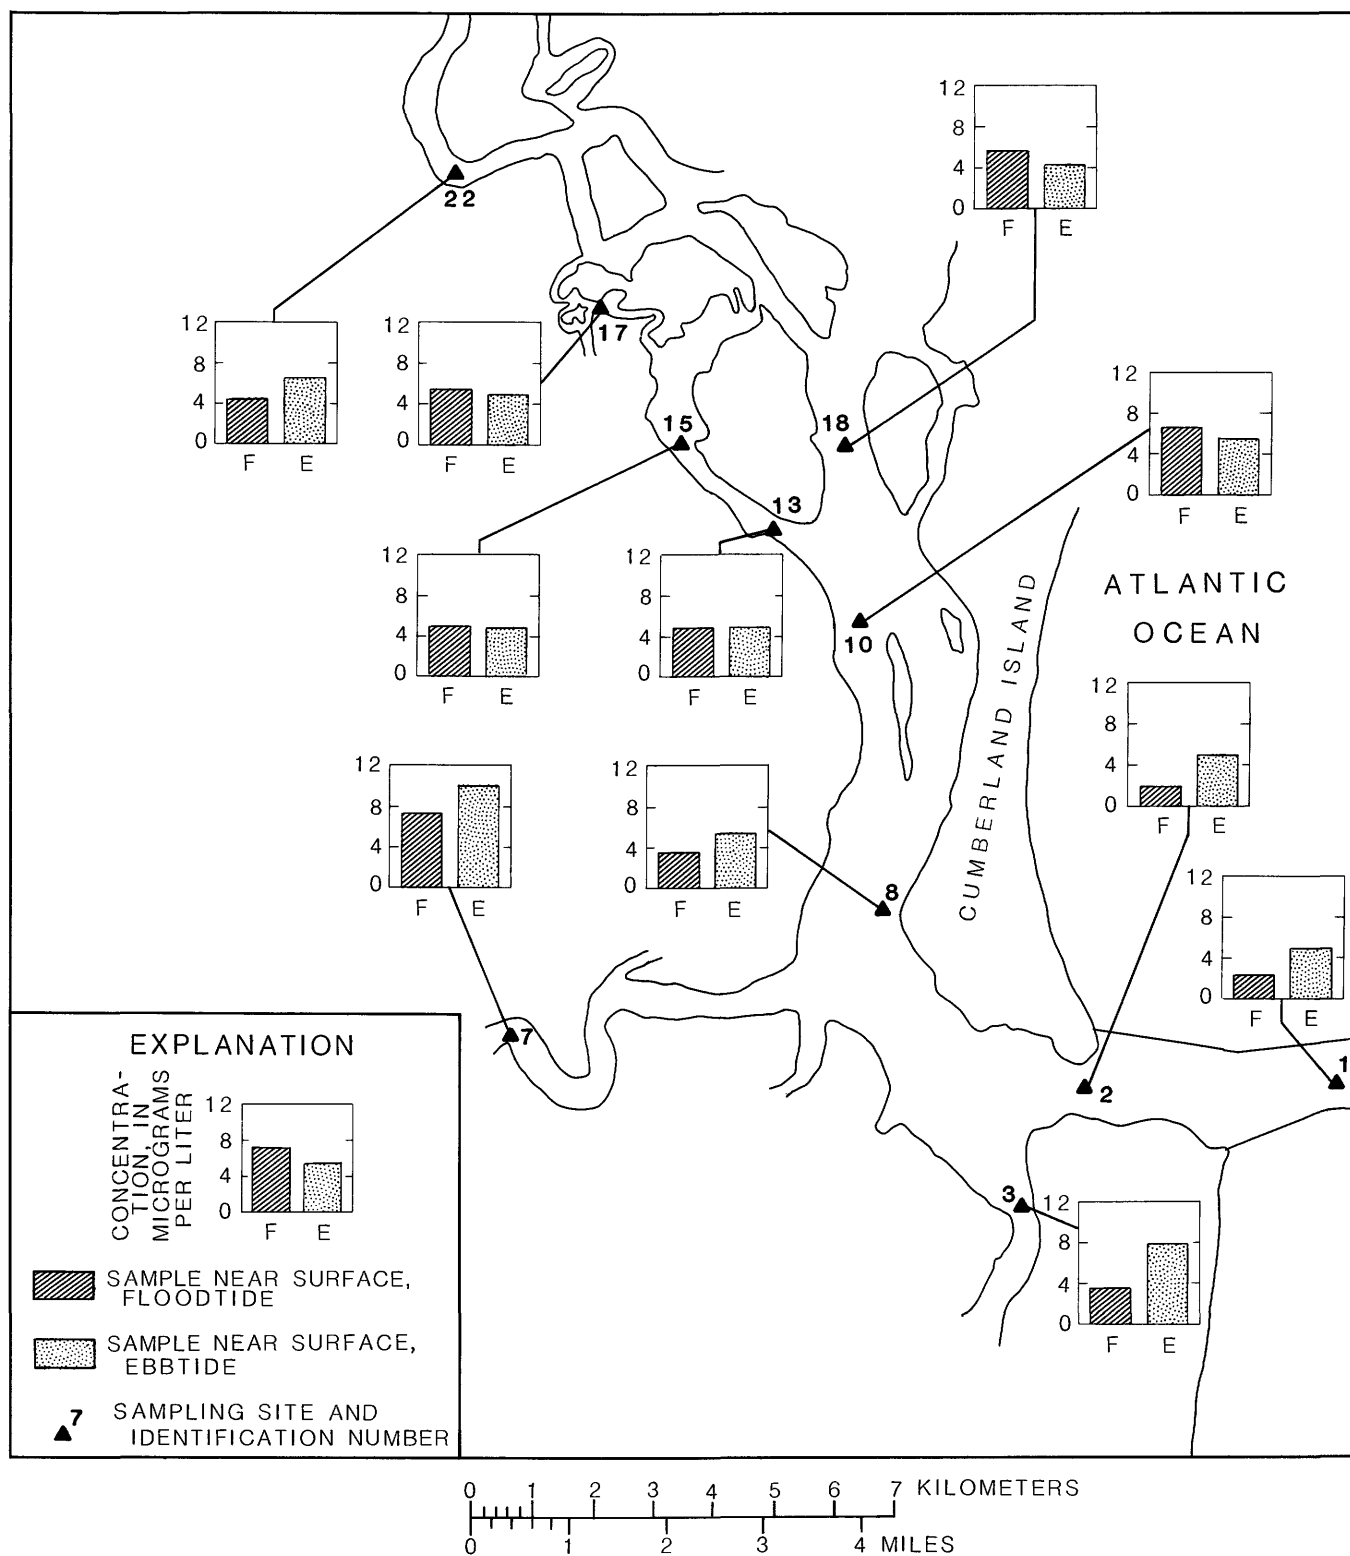 12
8
4
0
F E
22
12
8
4
0
F E
12
8
4
0
F E
17
15
18
12
8
4
0
F E
13
12
8
4
0
F E
12
8
4
0
F E
10
ATLANTIC
OCEAN
CUMBERLAND ISLAND
12
8
4
0
F E
12
8
4
0
F E
8
12
8
4
0
F E
12
8
4
0
F E
7
2
1
3
12
8
4
0
F E
EXPLANATION
CONCENTRA-
TION, IN
MICROGRAMS
PER LITER
12
8
4
0
F E
SAMPLE NEAR SURFACE,
FLOODTIDE
SAMPLE NEAR SURFACE,
EBBTIDE
7 SAMPLING SITE AND
IDENTIFICATION NUMBER
0 1 2 3 4 5 6 7 KILOMETERS
0 1 2 3 4 MILES